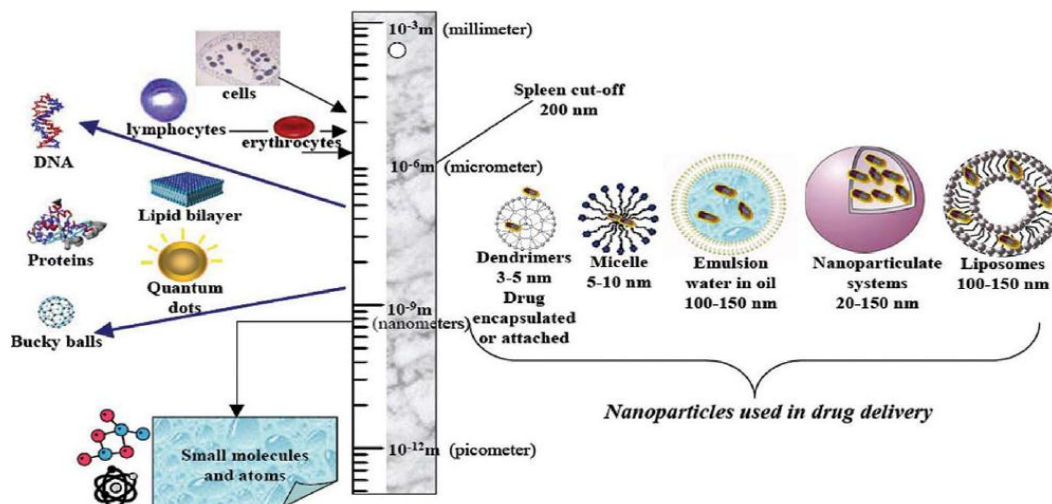 10⁻³m (millimeter)
cells
lymphocytes
erythrocytes
DNA
Spleen cut-off
200 nm
10⁻⁶m (micrometer)
Lipid bilayer
Proteins
Quantum
dots
Bucky balls
Dendrimers
3-5 nm
Drug
encapsulated
or attached
Micelle
5-10 nm
Emulsion
water in oil
100-150 nm
Nanoparticulate
systems
20-150 nm
Liposomes
100-150 nm
10⁻⁹m
(nanometers)
Nanoparticles used in drug delivery
10⁻¹²m (picometer)
Small molecules
and atoms